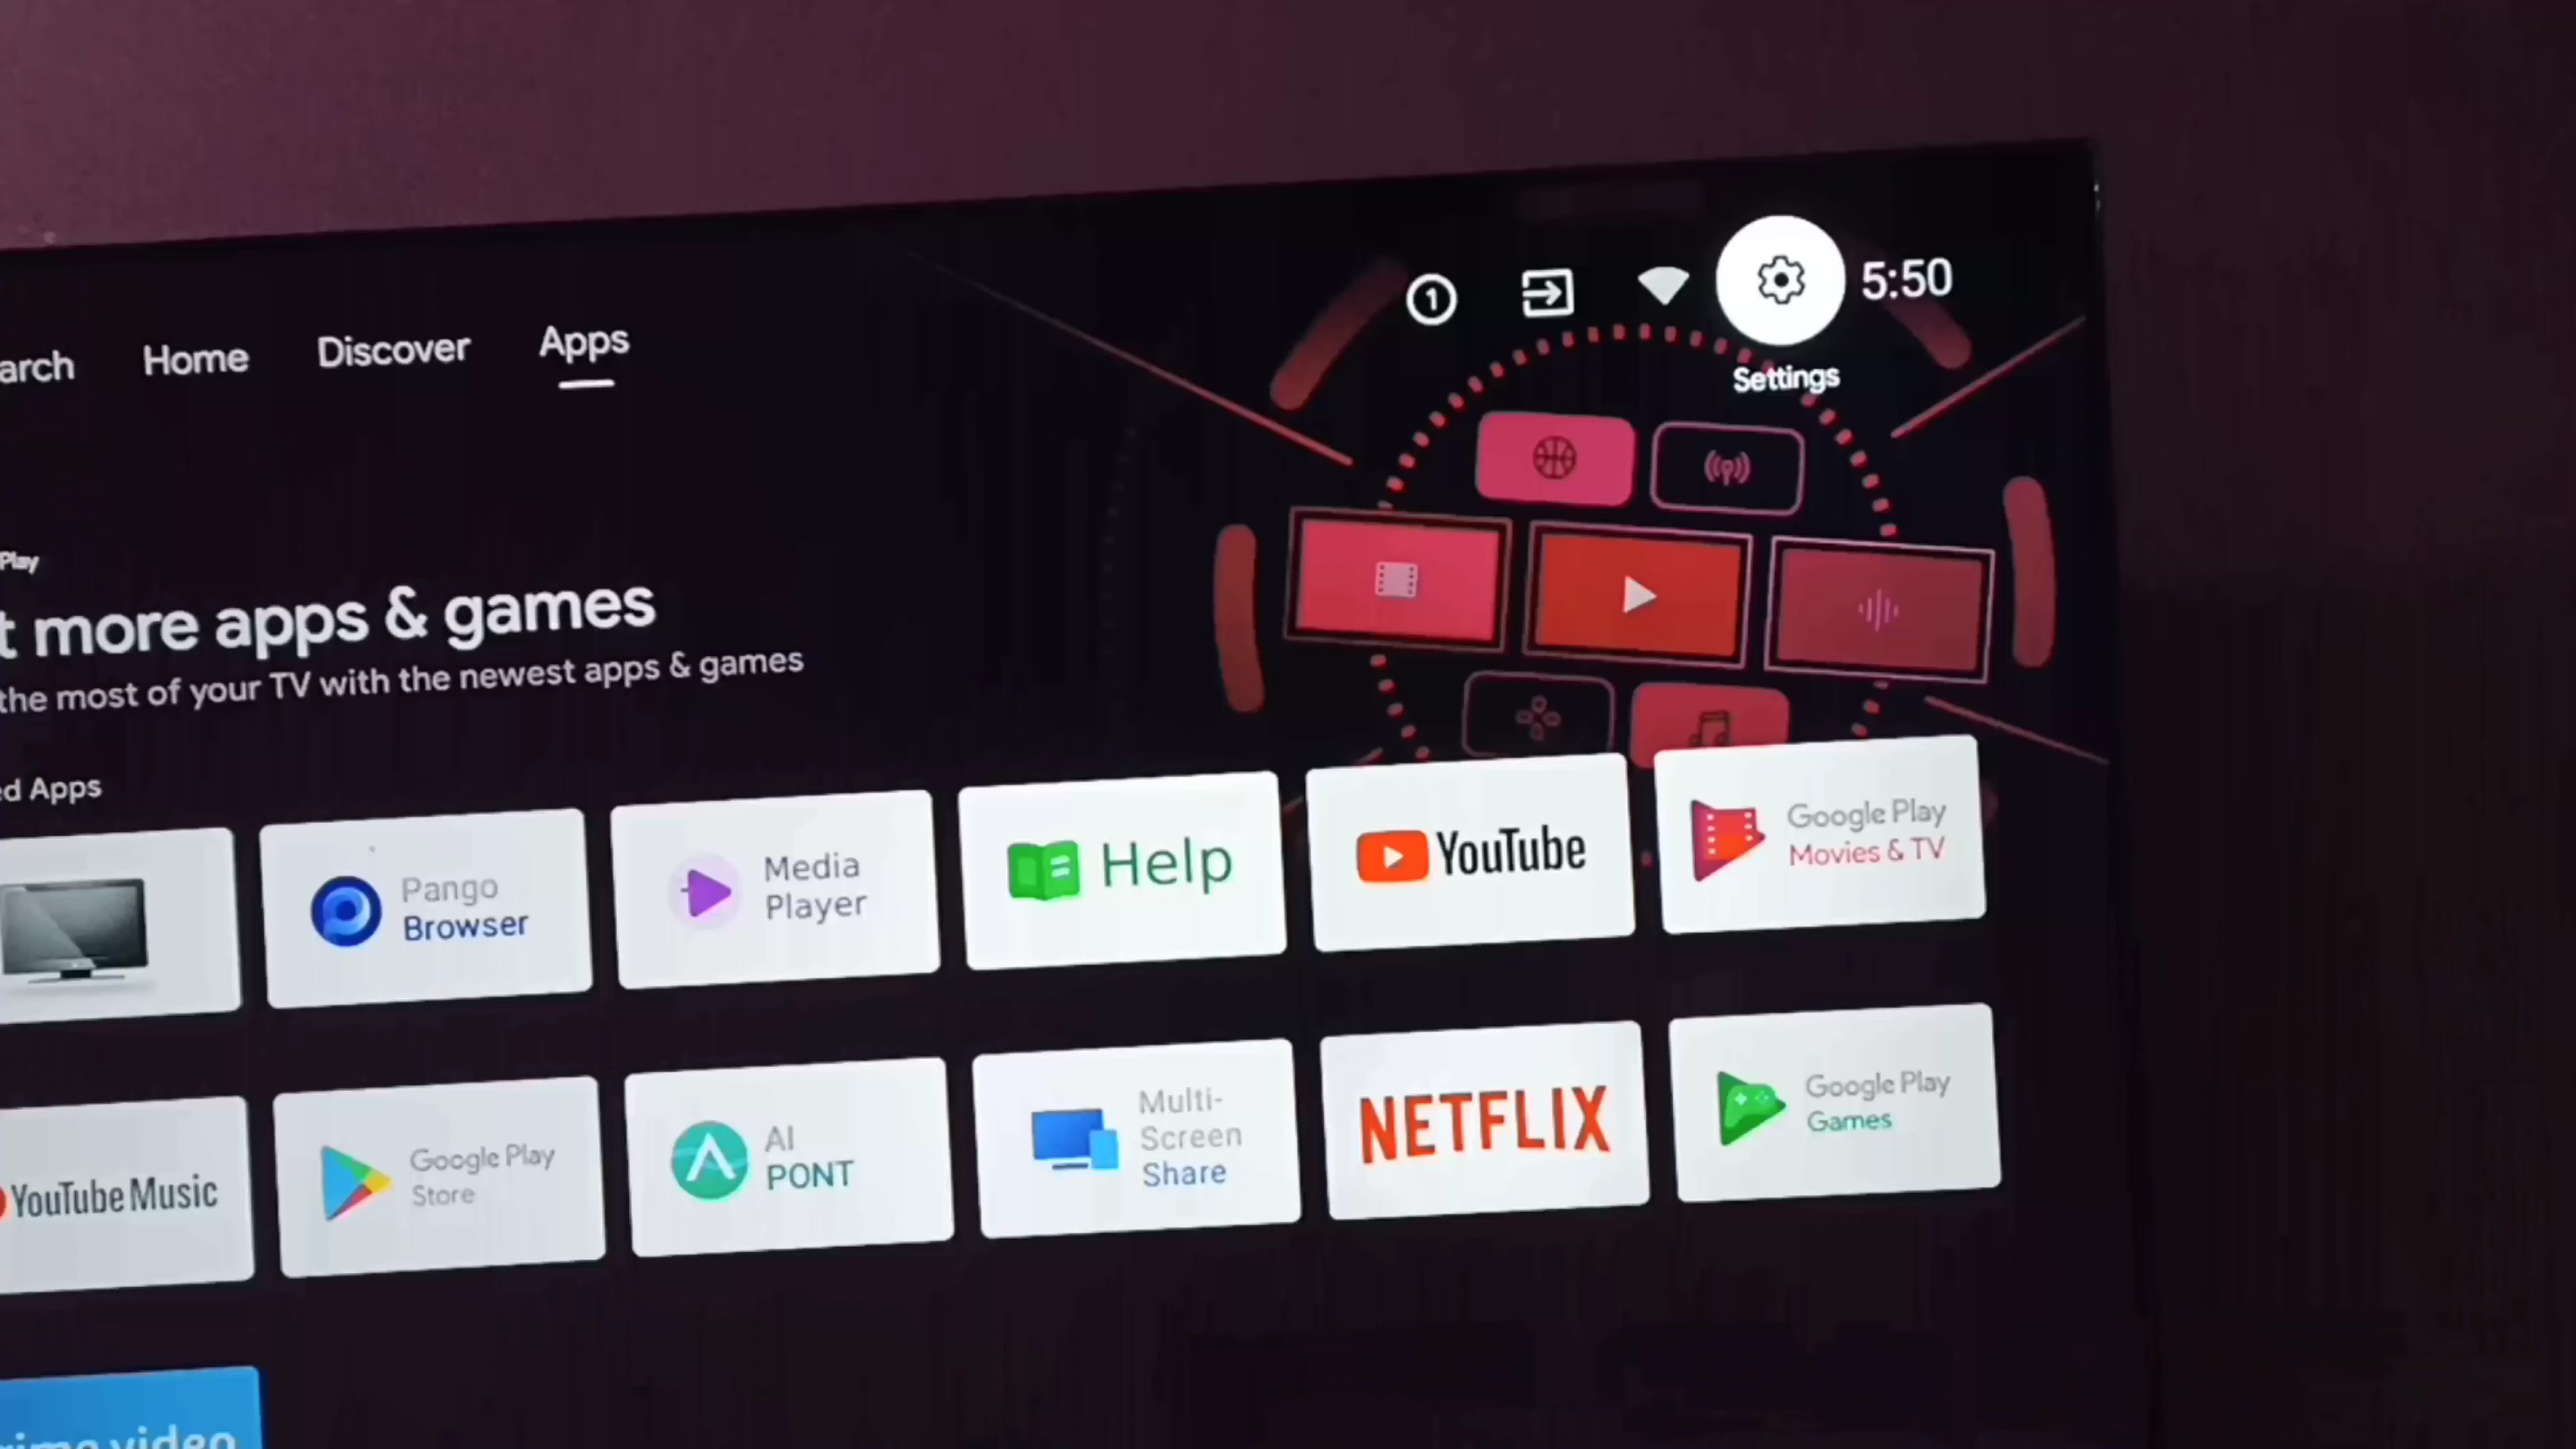 1
5:50
Settings
Home
Discover
Apps
Play
more apps & games
the most of your TV with the newest apps & games
Apps
Pango
Browser
Media
Player
Help
YouTube
Google Play
Movies & TV
YouTube Music
Google Play
Store
AI
PONT
Multi-
Screen
Share
NETFLIX
Google Play
Games
video